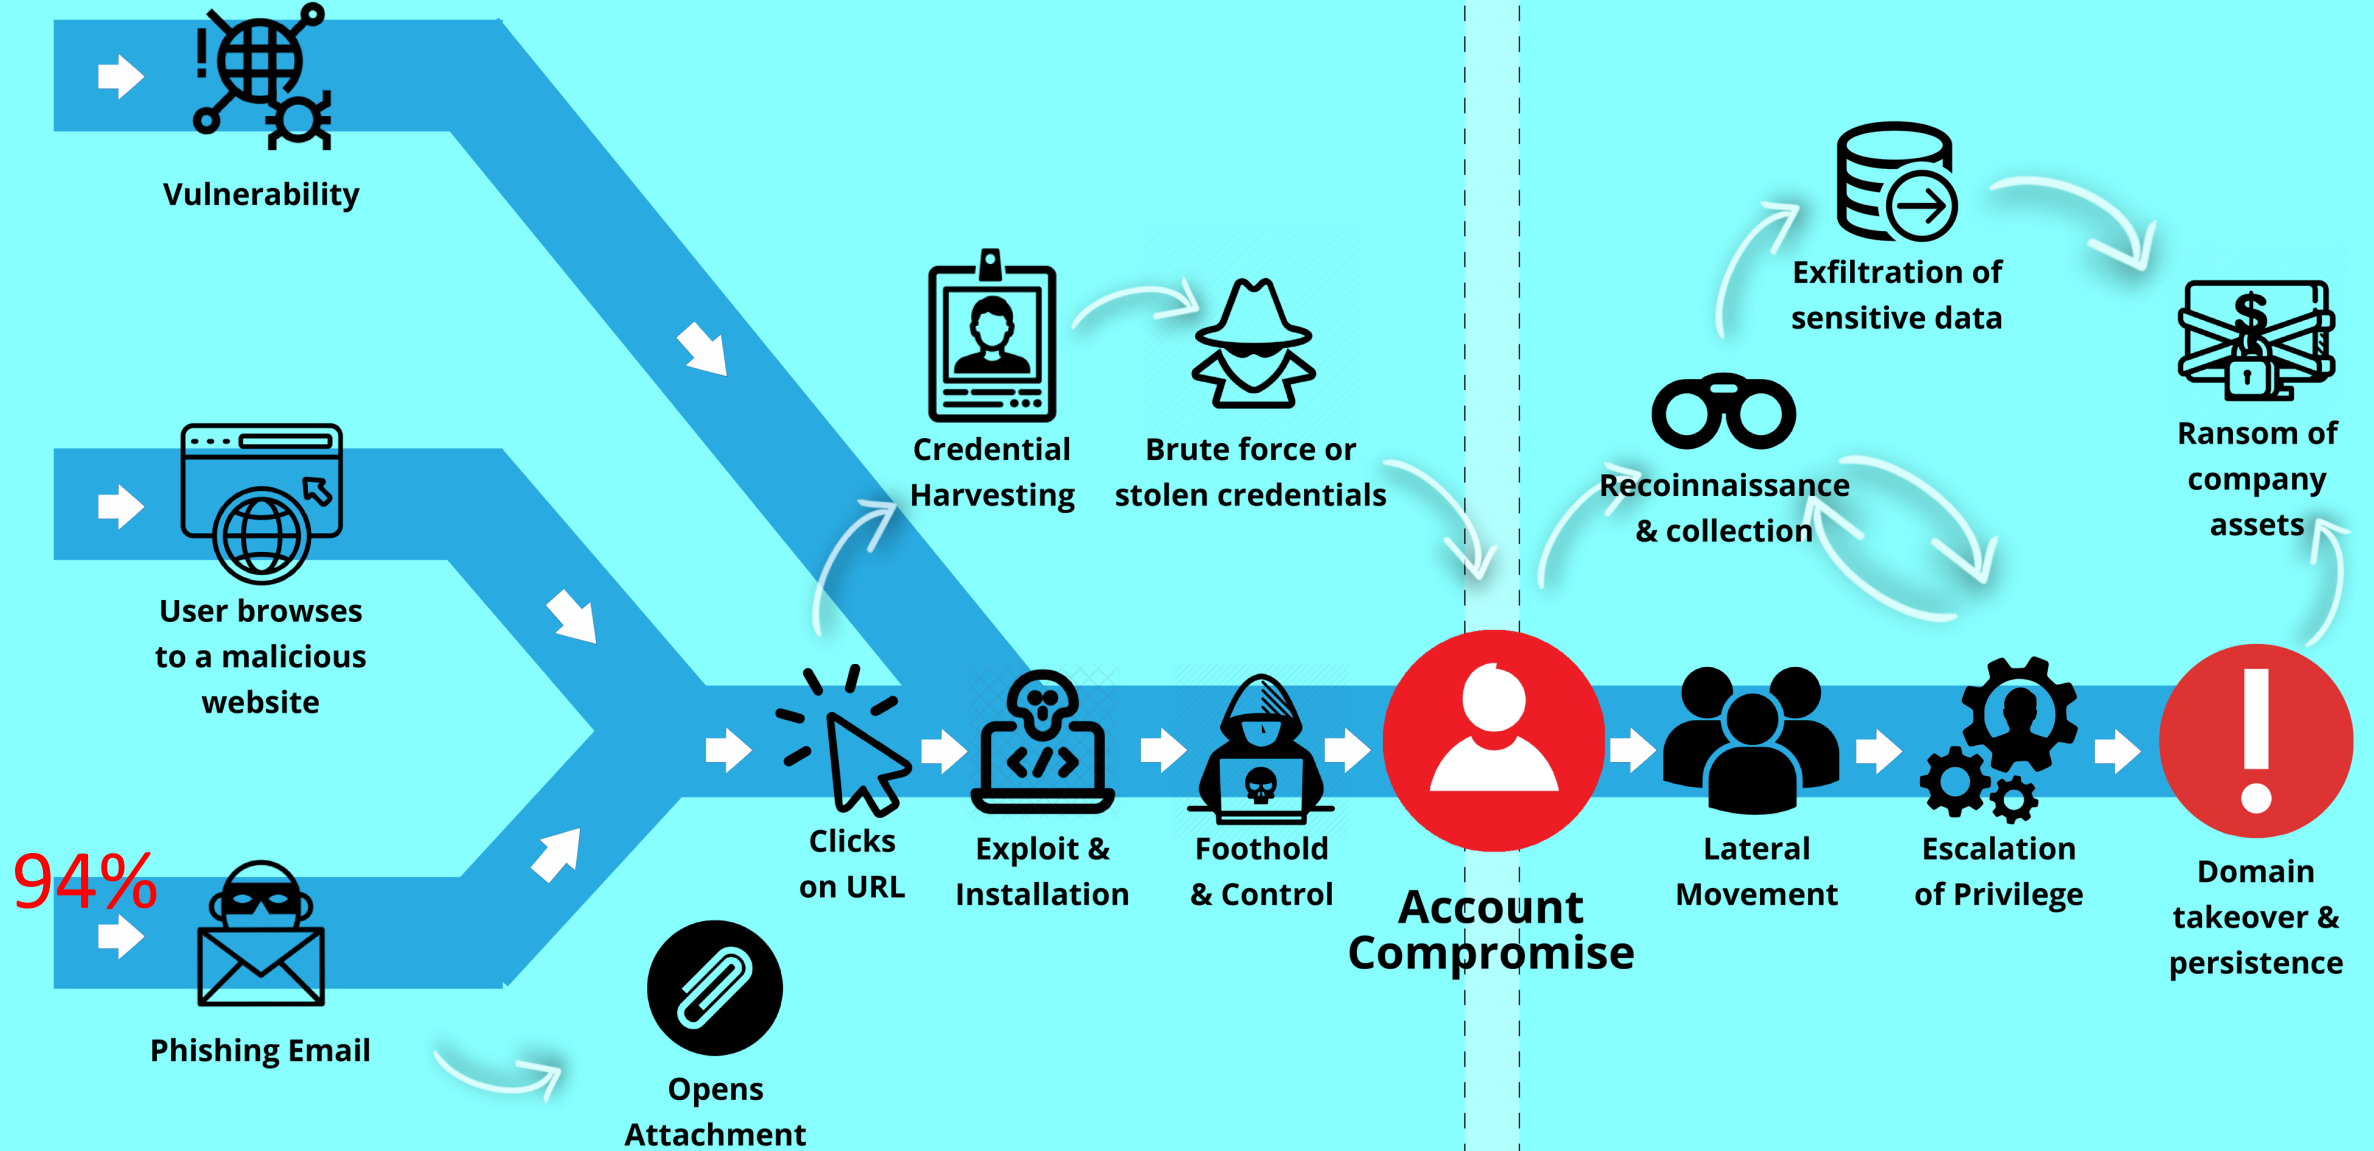 Vulnerability
User browses
to a malicious
website
94%
Phishing Email
Opens
Attachment
Clicks
on URL
Credential
Harvesting
Brute force or
stolen credentials
Exploit &
Installation
Foothold
& Control
Account
Compromise
Recoinnaissance
& collection
Exfiltration of
sensitive data
Ransom of
company
assets
Lateral
Movement
Escalation
of Privilege
Domain
takeover &
persistence